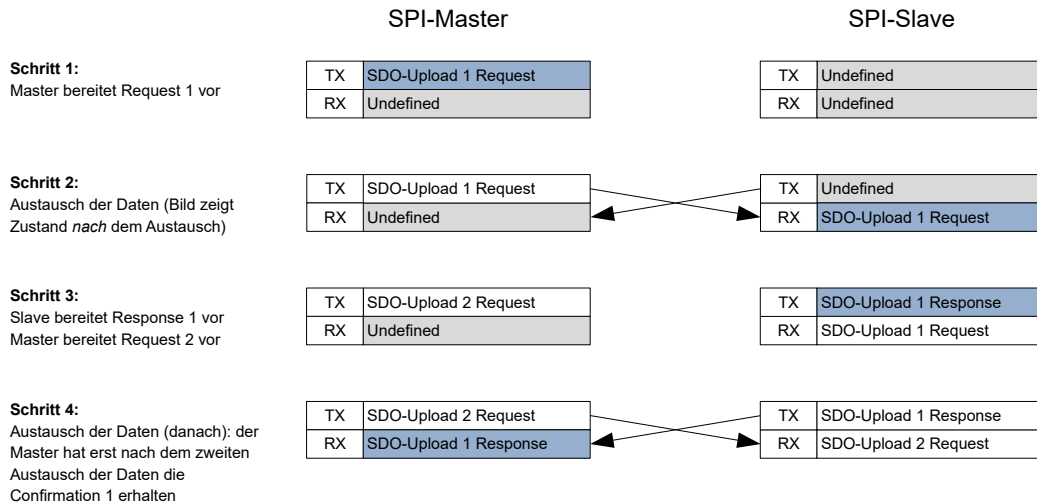 SPI-Master
SPI-Slave
Schritt 1:
Master bereitet Request 1 vor
TX SDO-Upload 1 Request
RX Undefined
TX Undefined
RX Undefined
Schritt 2:
Austausch der Daten (Bild zeigt
Zustand nach dem Austausch)
TX SDO-Upload 1 Request
RX Undefined
TX Undefined
RX SDO-Upload 1 Request
Schritt 3:
Slave bereitet Response 1 vor
Master bereitet Request 2 vor
TX SDO-Upload 2 Request
RX Undefined
TX SDO-Upload 1 Response
RX SDO-Upload 1 Request
Schritt 4:
Austausch der Daten (danach): der
Master hat erst nach dem zweiten
Austausch der Daten die
Confirmation 1 erhalten
TX SDO-Upload 2 Request
RX SDO-Upload 1 Response
TX SDO-Upload 1 Response
RX SDO-Upload 2 Request